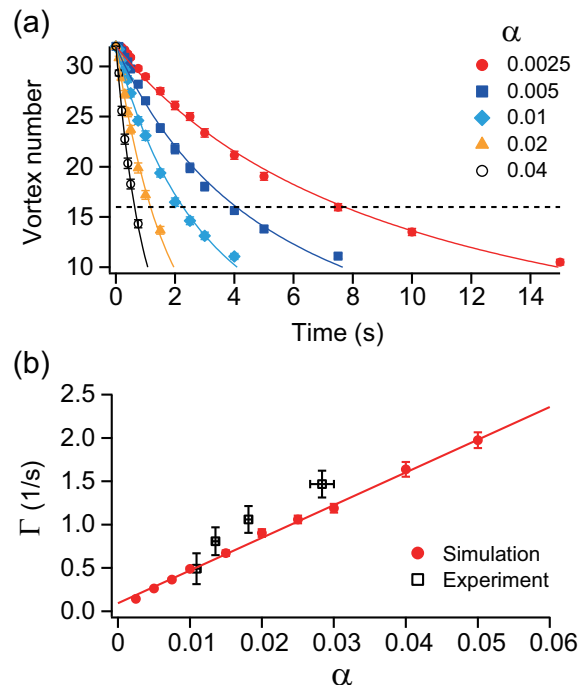 (a)
α
0.0025
0.005
0.01
0.02
0.04
Vortex number
30
25
20
15
10
0 2 4 6 8 10 12 14
Time (s)
(b)
Γ (1/s)
2.5
2.0
1.5
1.0
0.5
0.0
Simulation
Experiment
0 0.01 0.02 0.03 0.04 0.05 0.06
α